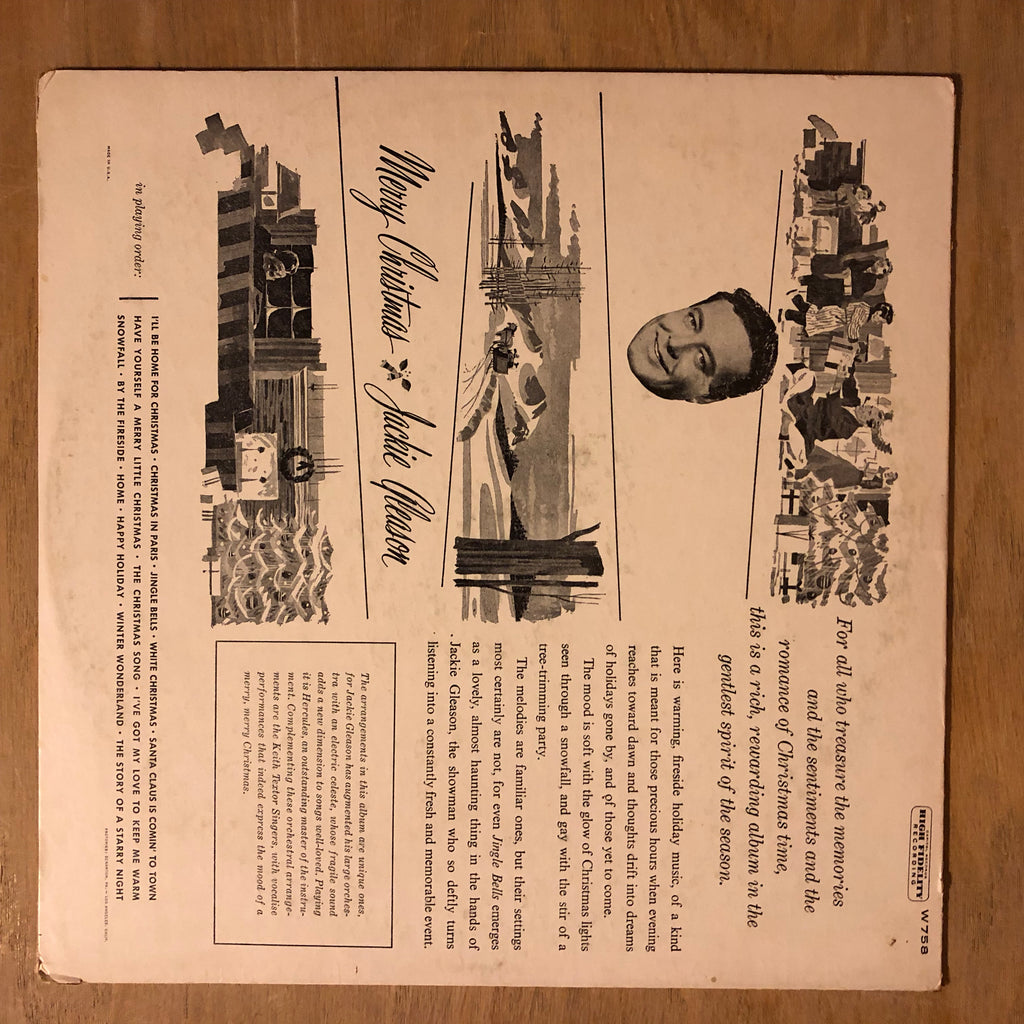 HIGH FIDELITY
RECORDING
W758
For all who treasure the memories
and the sentiments and the
romance of Christmas time,
this is a rich, rewarding album in the
gentlest spirit of the season.
Here is warming, fireside holiday music, of a kind
that is meant for those precious hours when evening
reaches toward dawn and thoughts drift into dreams
of holidays gone by, and of those yet to come.
The mood is soft with the glow of Christmas lights
seen through a snowfall, and gay with the stir of a
tree-trimming party.
The melodies are familiar ones, but their settings
most certainly are not, for even Jingle Bells emerges
as a lovely, almost haunting thing in the hands of
Jackie Gleason, the showman who so deftly turns
listening into a constantly fresh and memorable event.
Merry Christmas Jackie Gleason
The arrangements in this album are unique ones,
for Jackie Gleason has augmented his large orches-
tra with an electric celeste, whose fragile sound
adds a new dimension to songs well-loved. Playing
it is Hercules, an outstanding master of the instru-
ment. Complementing these orchestral arrange-
ments are the Keith Textor Singers, with vocalise
performances that indeed express the mood of a
merry, merry Christmas.
in playing order:
I'LL BE HOME FOR CHRISTMAS • CHRISTMAS IN PARIS • JINGLE BELLS • WHITE CHRISTMAS • SANTA CLAUS IS COMIN' TO TOWN
HAVE YOURSELF A MERRY LITTLE CHRISTMAS • THE CHRISTMAS SONG • I'VE GOT MY LOVE TO KEEP ME WARM
SNOWFALL • BY THE FIRESIDE • HOME • HAPPY HOLIDAY • WINTER WONDERLAND • THE STORY OF A STARRY NIGHT
MADE IN U.S.A.